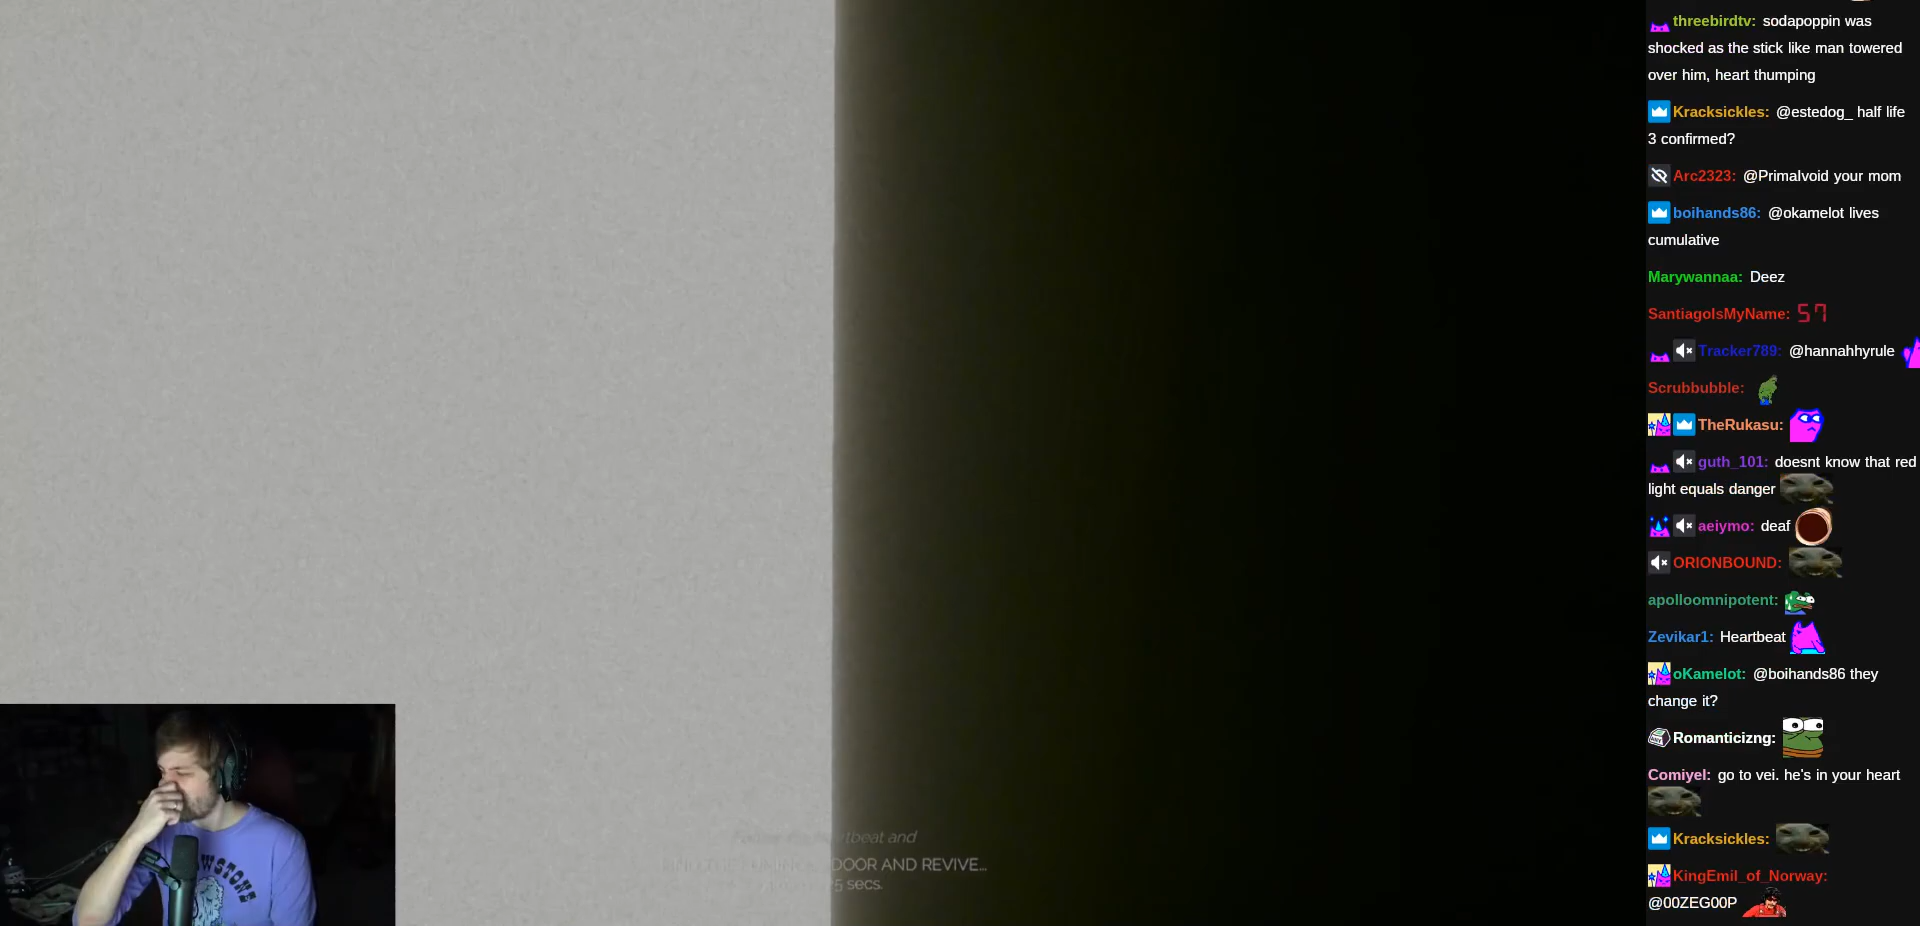 threebirdtv: sodapoppin was
shocked as the stick like man towered
over him, heart thumping
Kracksickles: @estedog_ half life
3 confirmed?
Arc2323: @Primalvoid your mom
boihands86: @okamelot lives
cumulative
Marywannaa: Deez
SantiagoIsMyName: 57
Tracker789: @hannahhyrule
Scrubbubble:
TheRukasu:
guth_101: doesnt know that red
light equals danger
aeiymo: deaf
ORIONBOUND:
apolloomnipotent:
Zevikar1: Heartbeat
oKamelot: @boihands86 they
change it?
Romanticizng:
Comiyel: go to vei. he's in your heart
Kracksickles:
KingEmil_of_Norway:
@00ZEG00P
heartbeat and
DOOR AND REVIVE...
secs.